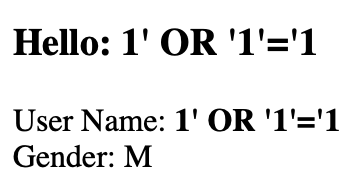 Hello: 1' OR '1'='1
User Name: 1' OR '1'='1
Gender: M